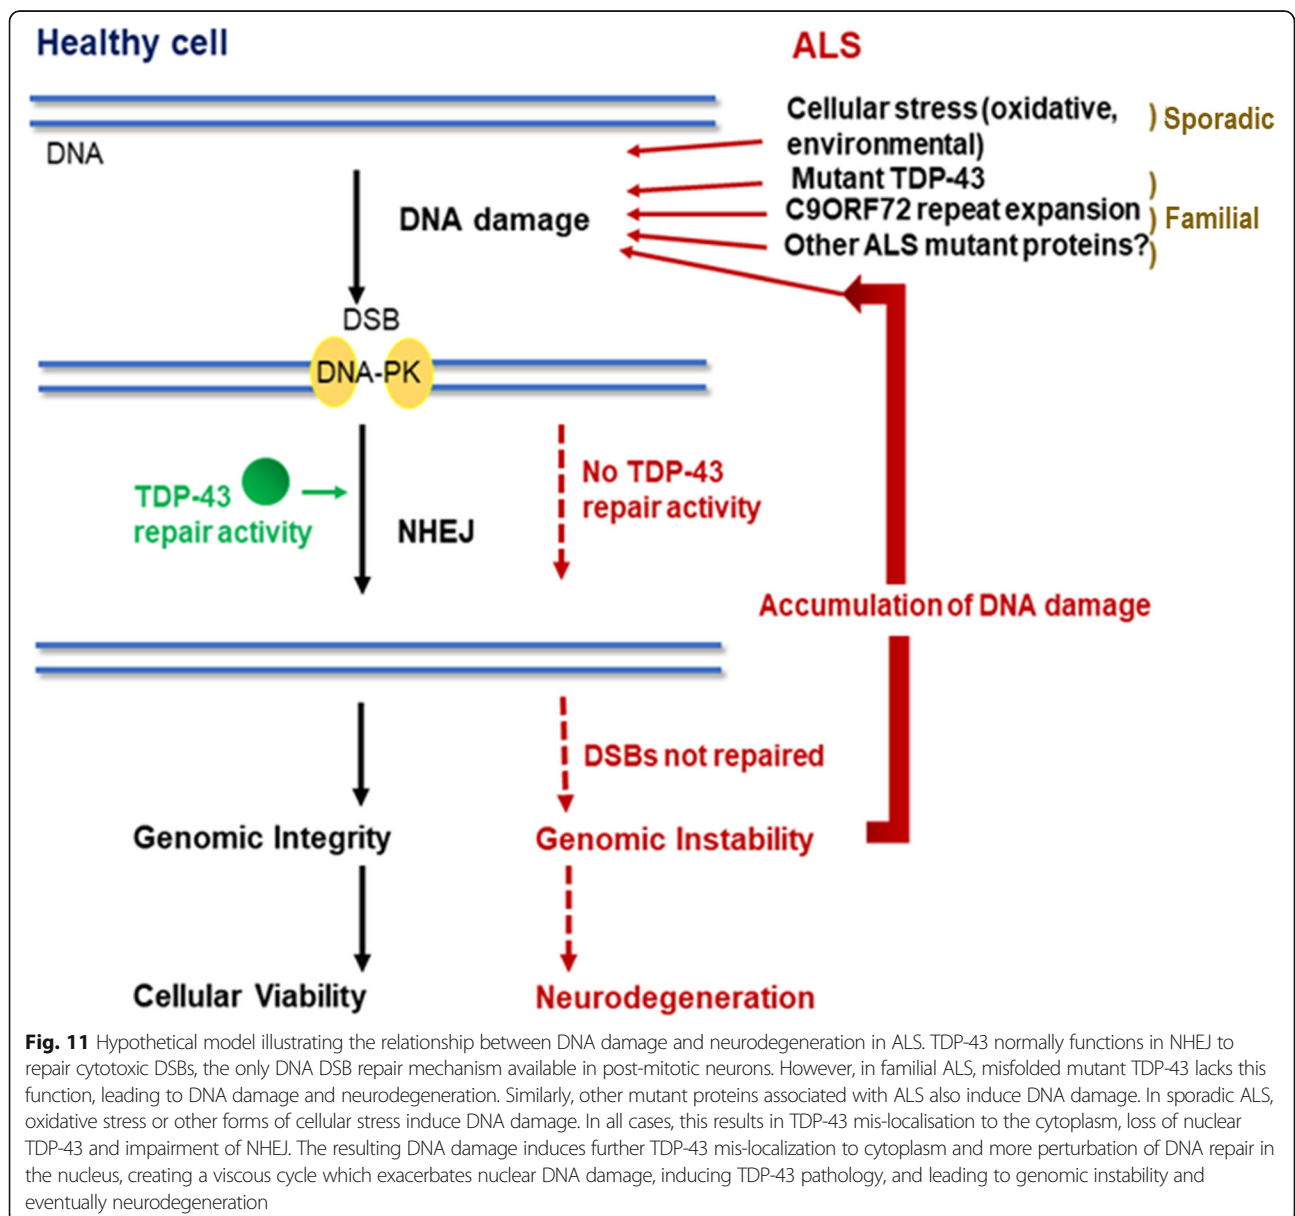 Healthy cell
ALS
DNA
Cellular stress (oxidative,
environmental)
) Sporadic
Mutant TDP-43
)
C9ORF72 repeat expansion
) Familial
Other ALS mutant proteins?
)
DNA damage
DSB
DNA-PK
TDP-43
repair activity
NHEJ
No TDP-43
repair activity
Accumulation of DNA damage
DSBs not repaired
Genomic Integrity
Genomic Instability
Cellular Viability
Neurodegeneration
Fig. 11 Hypothetical model illustrating the relationship between DNA damage and neurodegeneration in ALS. TDP-43 normally functions in NHEJ to
repair cytotoxic DSBs, the only DNA DSB repair mechanism available in post-mitotic neurons. However, in familial ALS, misfolded mutant TDP-43 lacks this
function, leading to DNA damage and neurodegeneration. Similarly, other mutant proteins associated with ALS also induce DNA damage. In sporadic ALS,
oxidative stress or other forms of cellular stress induce DNA damage. In all cases, this results in TDP-43 mis-localisation to the cytoplasm, loss of nuclear
TDP-43 and impairment of NHEJ. The resulting DNA damage induces further TDP-43 mis-localization to cytoplasm and more perturbation of DNA repair in
the nucleus, creating a viscous cycle which exacerbates nuclear DNA damage, inducing TDP-43 pathology, and leading to genomic instability and
eventually neurodegeneration